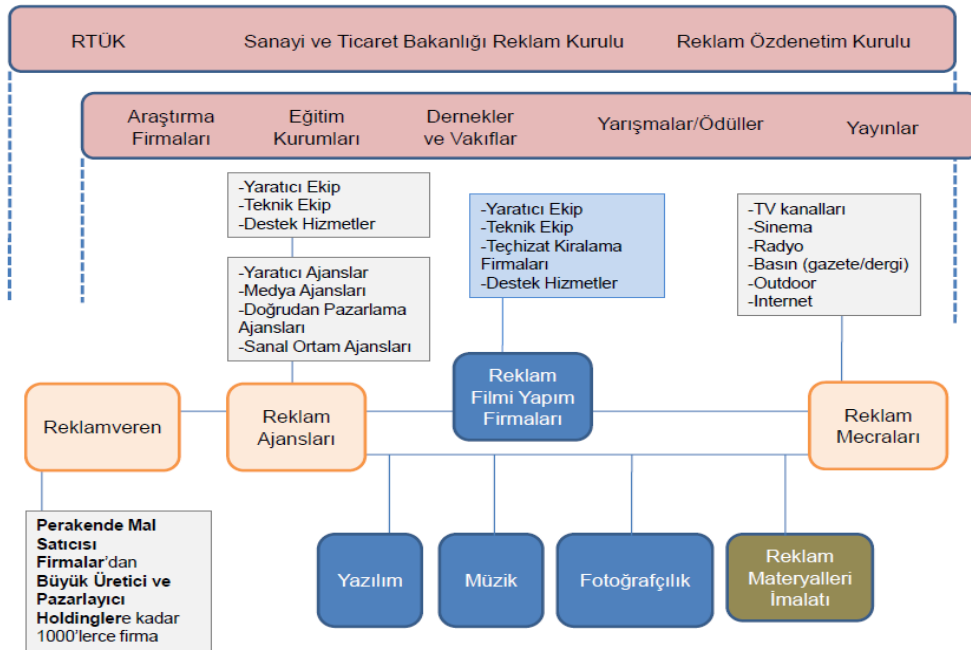 RTÜK
Sanayi ve Ticaret Bakanlığı Reklam Kurulu
Reklam Özdenetim Kurulu
Araştırma
Firmaları
Eğitim
Kurumları
Dernekler
ve Vakıflar
Yarışmalar/Ödüller
Yayınlar
-Yaratıcı Ekip
-Teknik Ekip
-Destek Hizmetler
-Yaratıcı Ekip
-Teknik Ekip
-Teçhizat Kiralama
Firmaları
-Destek Hizmetler
-TV kanalları
-Sinema
-Radyo
-Basın (gazete/dergi)
-Outdoor
-Internet
-Yaratıcı Ajanslar
-Medya Ajansları
-Doğrudan Pazarlama
Ajansları
-Sanal Ortam Ajansları
Reklamveren
Reklam
Ajansları
Reklam
Filmi Yapım
Firmaları
Reklam
Mecraları
Perakende Mal
Satıcısı
Firmalar'dan
Büyük Üretici ve
Pazarlayıcı
Holdinglere kadar
1000'lerce firma
Yazılım
Müzik
Fotoğrafçılık
Reklam
Materyalleri
İmalatı